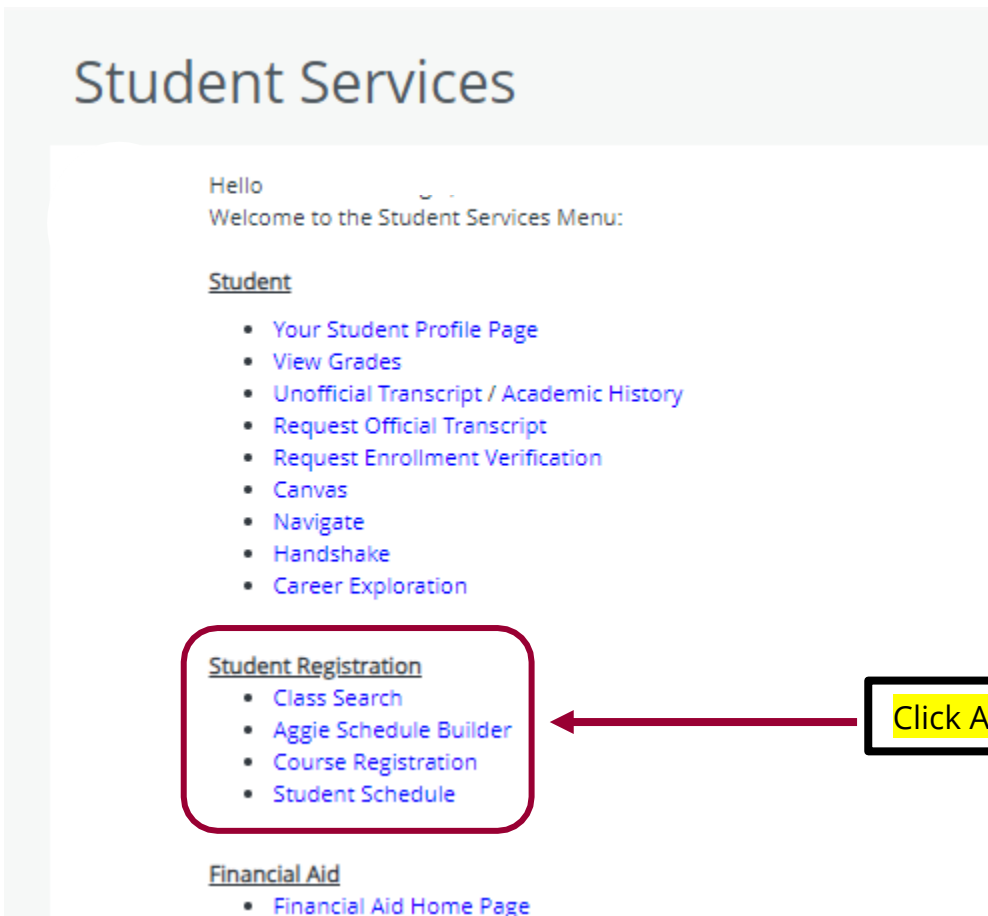 Student Services
Hello
Welcome to the Student Services Menu:
Student
• Your Student Profile Page
• View Grades
• Unofficial Transcript / Academic History
• Request Official Transcript
• Request Enrollment Verification
• Canvas
• Navigate
• Handshake
• Career Exploration
Student Registration
• Class Search
• Aggie Schedule Builder
• Course Registration
• Student Schedule
Click A
Financial Aid
• Financial Aid Home Page